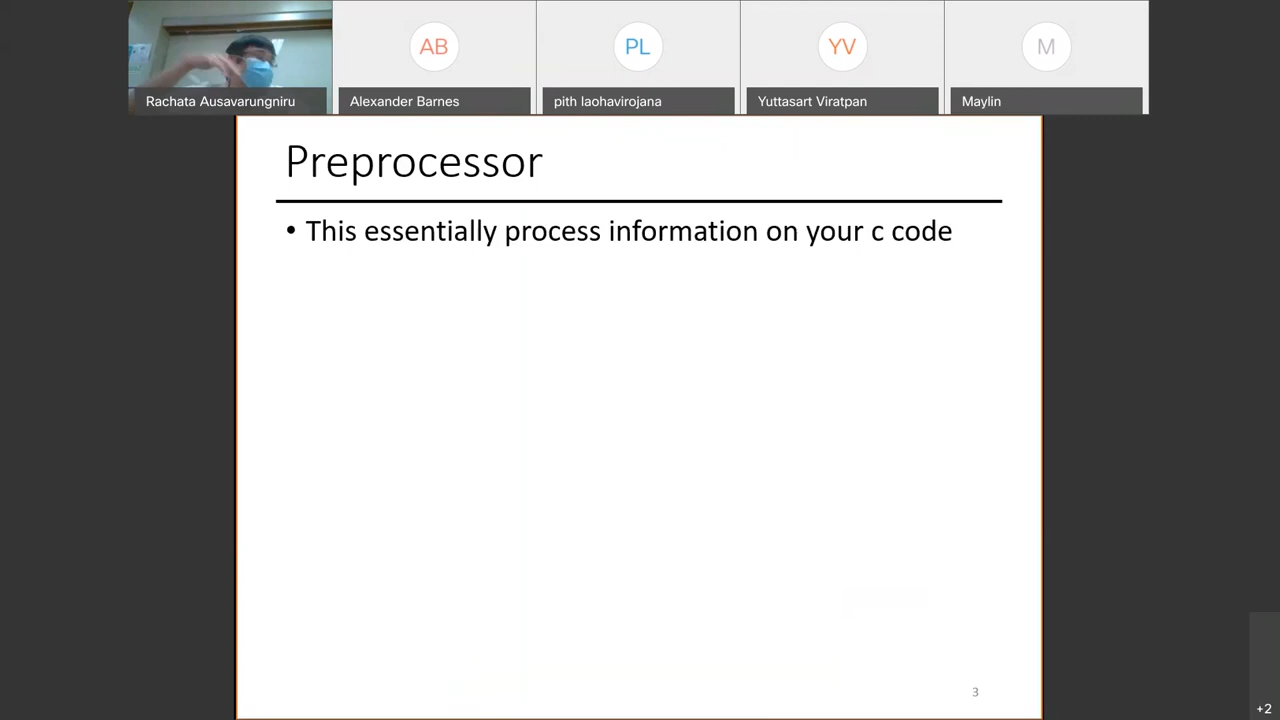 AB
PL
YV
M
Rachata Ausavarungniru
Alexander Barnes
pith laohavirojana
Yuttasart Viratpan
Maylin
Preprocessor
• This essentially process information on your c code
3
+2